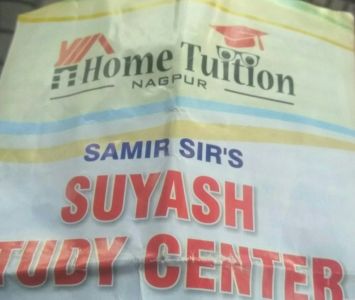 Home Tuition
NAGPUR
SAMIR SIR'S
SUYASH
TUDY CENTER